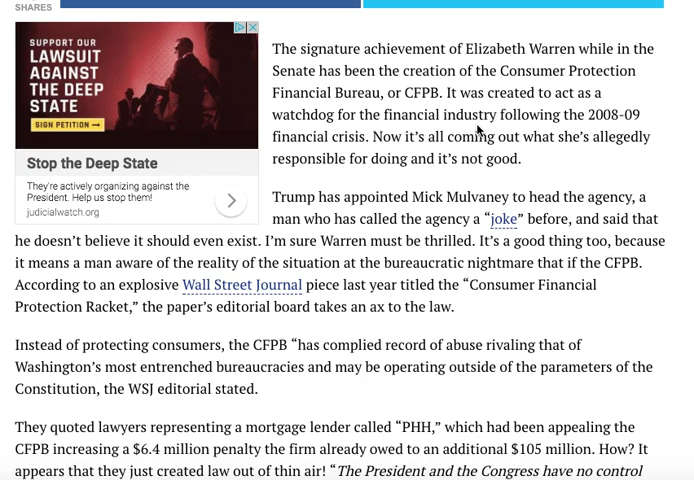 SHARES
SUPPORT OUR
LAWSUIT
AGAINST
THE DEEP
STATE
SIGN PETITION
Stop the Deep State
They're actively organizing against the
President. Help us stop them!
judicialwatch.org
The signature achievement of Elizabeth Warren while in the
Senate has been the creation of the Consumer Protection
Financial Bureau, or CFPB. It was created to act as a
watchdog for the financial industry following the 2008-09
financial crisis. Now it’s all coming out what she’s allegedly
responsible for doing and it’s not good.
Trump has appointed Mick Mulvaney to head the agency, a
man who has called the agency a “joke” before, and said that
he doesn’t believe it should even exist. I’m sure Warren must be thrilled. It’s a good thing too, because
it means a man aware of the reality of the situation at the bureaucratic nightmare that if the CFPB.
According to an explosive Wall Street Journal piece last year titled the “Consumer Financial
Protection Racket,” the paper’s editorial board takes an ax to the law.
Instead of protecting consumers, the CFPB “has complied record of abuse rivaling that of
Washington’s most entrenched bureaucracies and may be operating outside of the parameters of the
Constitution, the WSJ editorial stated.
They quoted lawyers representing a mortgage lender called “PHH,” which had been appealing the
CFPB increasing a $6.4 million penalty the firm already owed to an additional $105 million. How? It
appears that they just created law out of thin air! “The President and the Congress have no control